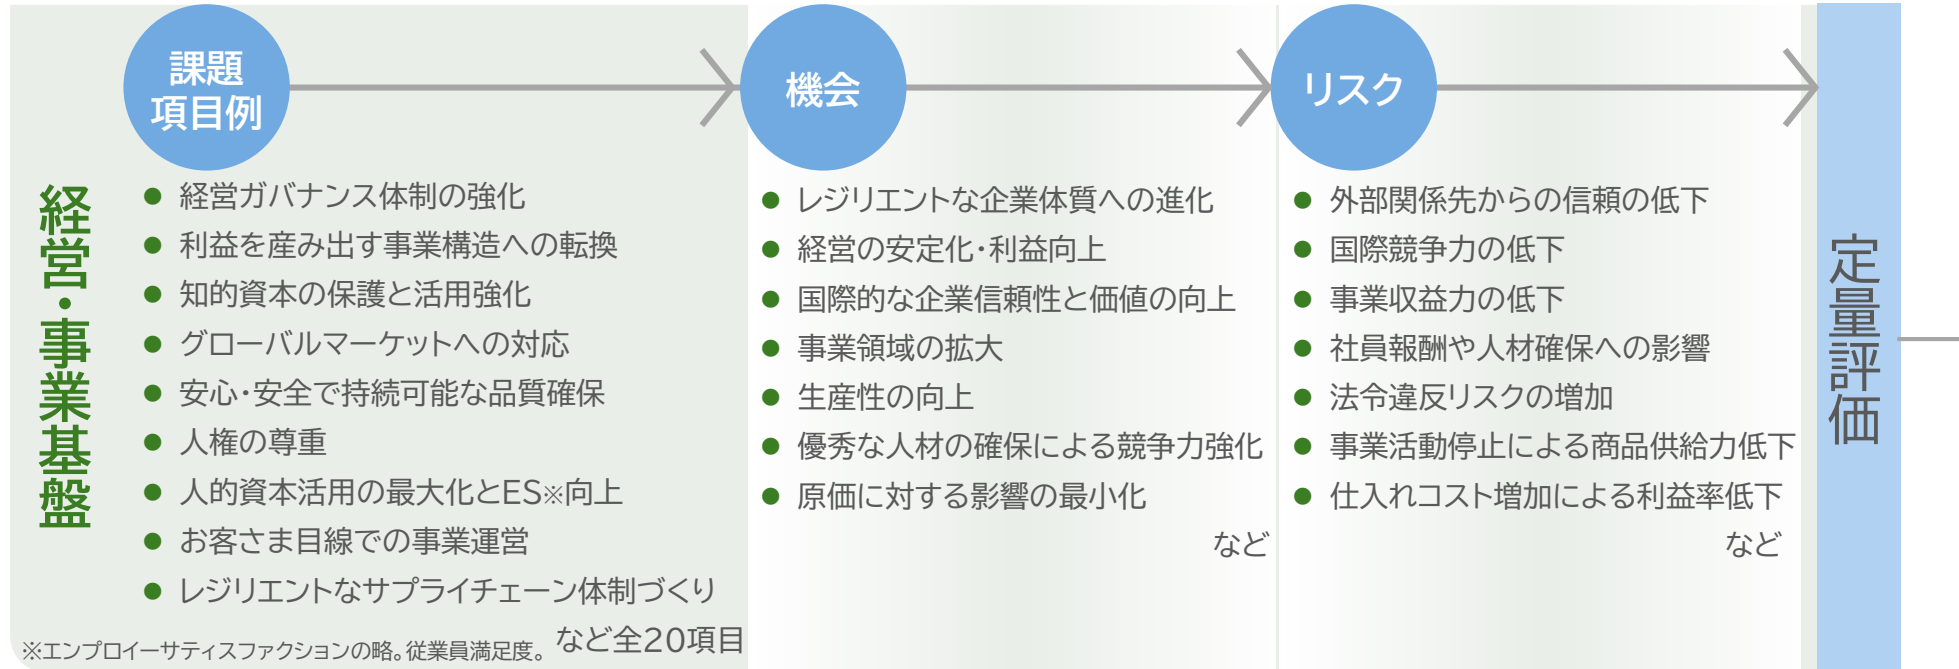 課題
項目例
機会
リスク
経営・事業基盤
● 経営ガバナンス体制の強化
● 利益を産み出す事業構造への転換
● 知的資本の保護と活用強化
● グローバルマーケットへの対応
● 安心・安全で持続可能な品質確保
● 人権の尊重
● 人的資本活用の最大化とES※向上
● お客さま目線での事業運営
● レジリエントなサプライチェーン体制づくり
など全20項目
※エンプロイーサティスファクションの略。従業員満足度。
● レジリエントな企業体質への進化
● 経営の安定化・利益向上
● 国際的な企業信頼性と価値の向上
● 事業領域の拡大
● 生産性の向上
● 優秀な人材の確保による競争力強化
● 原価に対する影響の最小化
など
● 外部関係先からの信頼の低下
● 国際競争力の低下
● 事業収益力の低下
● 社員報酬や人材確保への影響
● 法令違反リスクの増加
● 事業活動停止による商品供給力低下
● 仕入れコスト増加による利益率低下
など
定量評価